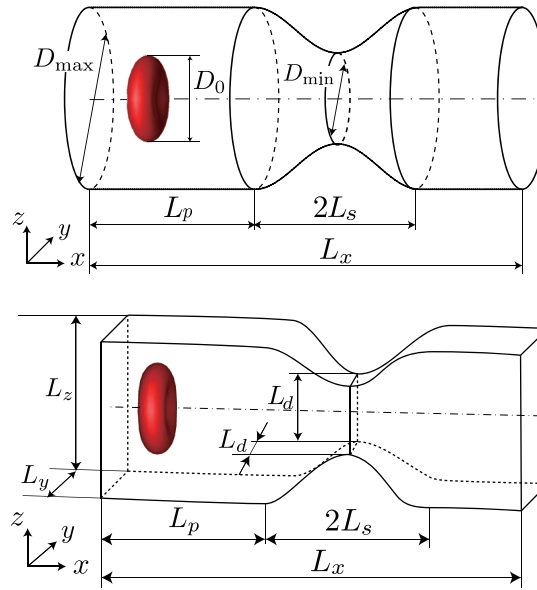 D_max
D_0
D_min
L_p
2L_s
z
y
x
L_x
L_z
L_d
L_d
L_y
L_p
2L_s
z
y
x
L_x